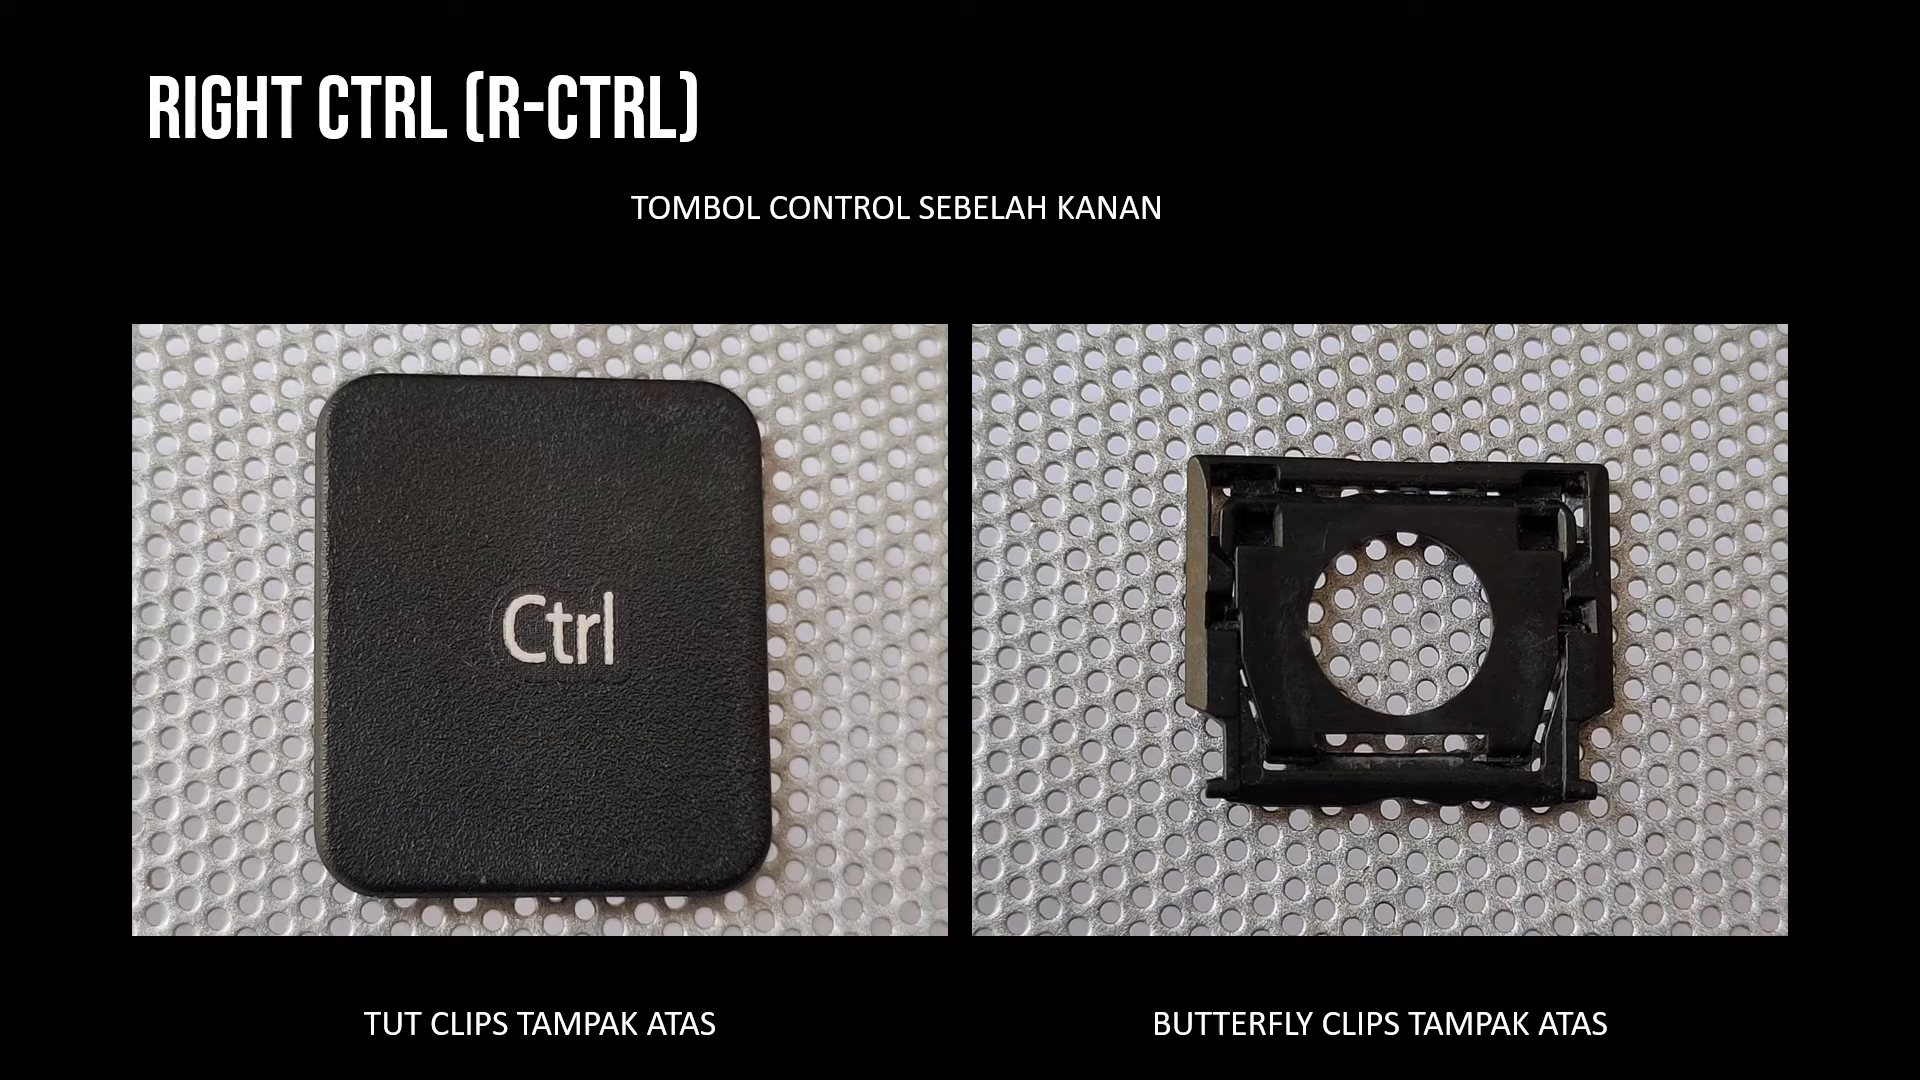 RIGHT CTRL (R-CTRL)
TOMBOL CONTROL SEBELAH KANAN
Ctrl
TUT CLIPS TAMPAK ATAS
BUTTERFLY CLIPS TAMPAK ATAS